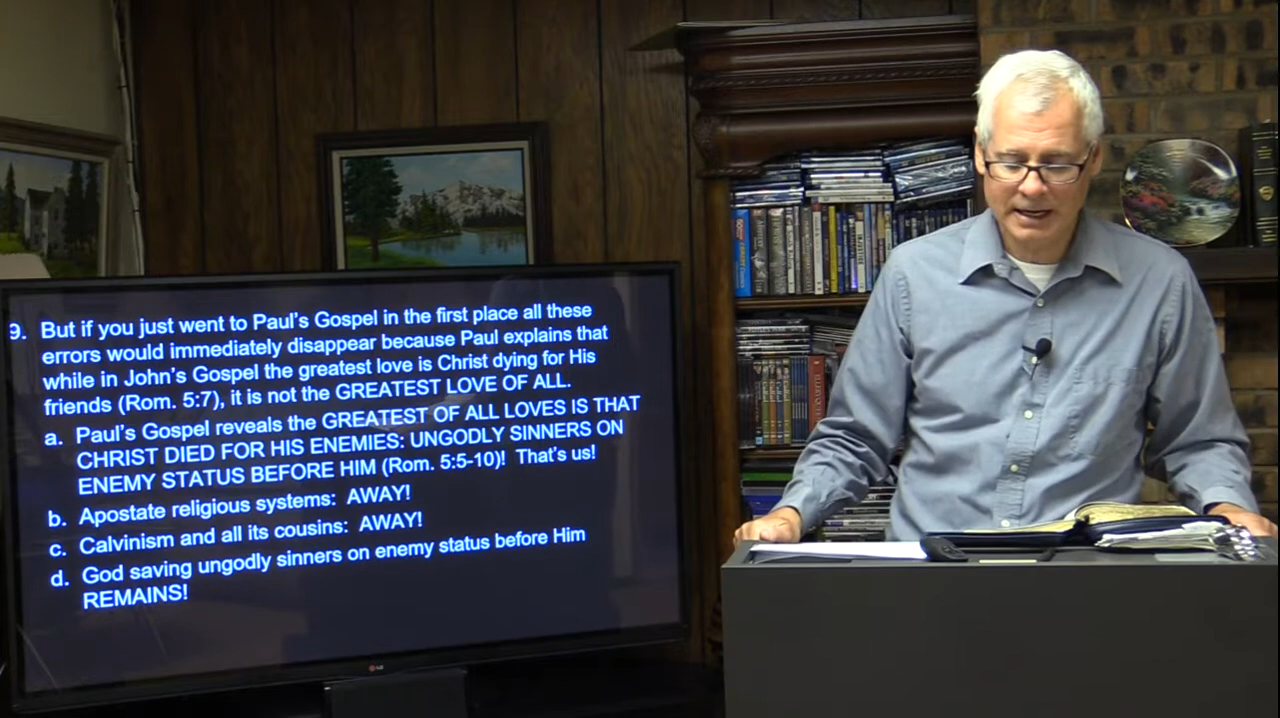 9. But if you just went to Paul's Gospel in the first place all these
errors would immediately disappear because Paul explains that
while in John's Gospel the greatest love is Christ dying for His
friends (Rom. 5:7), it is not the GREATEST LOVE OF ALL.
a. Paul's Gospel reveals the GREATEST OF ALL LOVES IS THAT
CHRIST DIED FOR HIS ENEMIES: UNGODLY SINNERS ON
ENEMY STATUS BEFORE HIM (Rom. 5:5-10)! That's us!
b. Apostate religious systems: AWAY!
c. Calvinism and all its cousins: AWAY!
d. God saving ungodly sinners on enemy status before Him
REMAINS!
LG